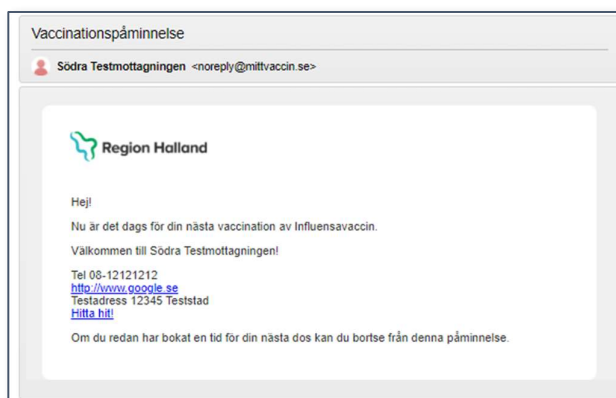 Vaccinationspåminnelse
Södra Testmottagningen <noreply@mittvaccin.se>
Region Halland
Hej!
Nu är det dags för din nästa vaccination av Influensavaccin.
Välkommen till Södra Testmottagningen!
Tel 08-12121212
http://www.google.se
Testadress 12345 Teststad
Hitta hit!
Om du redan har bokat en tid för din nästa dos kan du bortse från denna påminnelse.